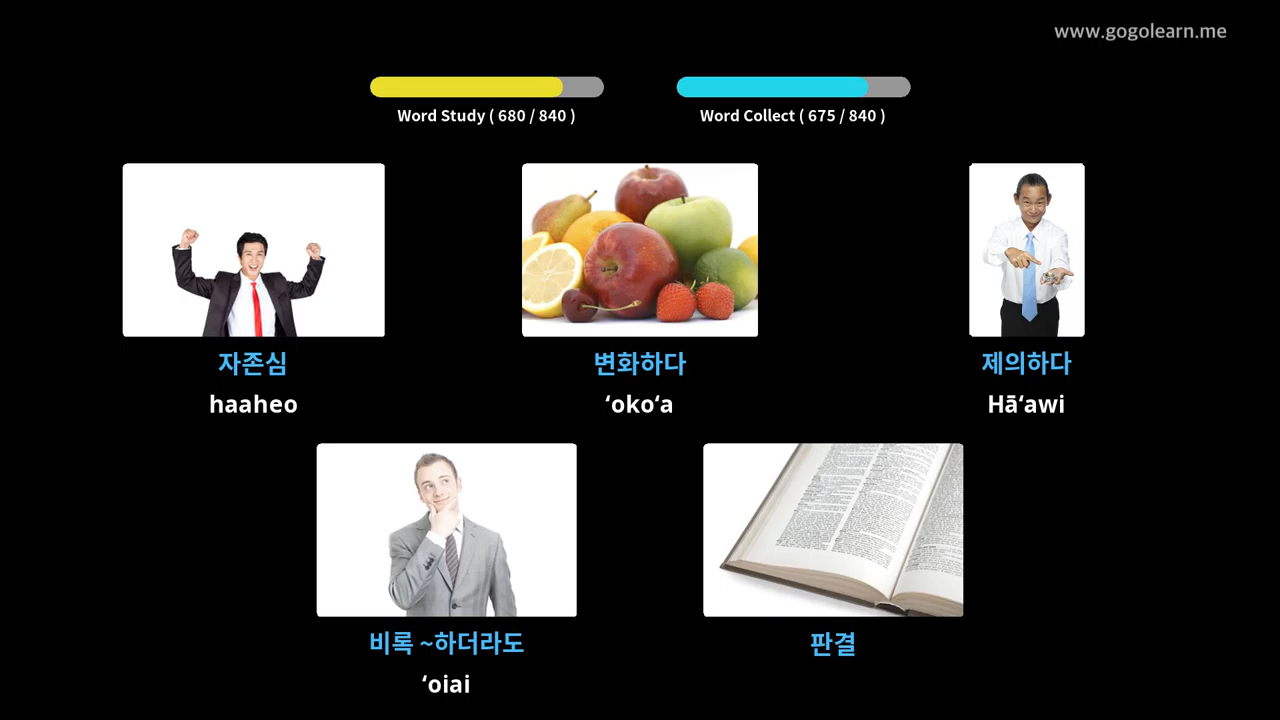 www.gogolearn.me
Word Study ( 680 / 840 )
Word Collect ( 675 / 840 )
자존심
haaheo
변화하다
ʻokoʻa
제의하다
Hāʻawi
비록 ~하더라도
ʻoiai
판결